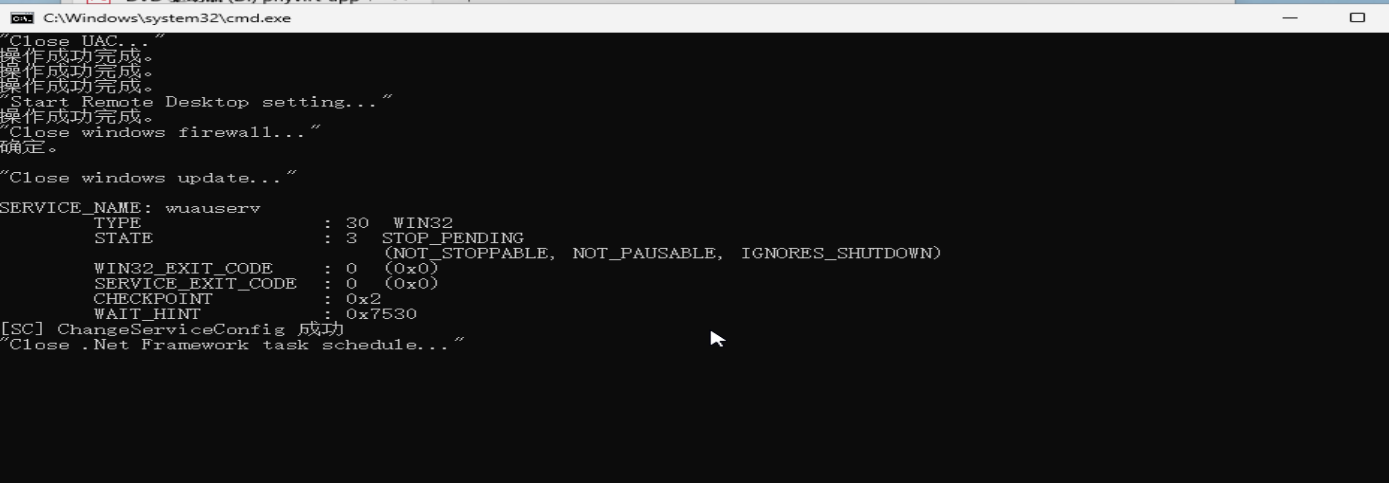 C:\Windows\system32\cmd.exe
"Close UAC..."
操作成功完成。
操作成功完成。
操作成功完成。
"Start Remote Desktop setting..."
操作成功完成。
"Close windows firewall..."
确定。
"Close windows update..."
SERVICE_NAME: wuauserv
TYPE : 30 WIN32
STATE : 3 STOP_PENDING
(NOT_STOPPABLE, NOT_PAUSABLE, IGNORES_SHUTDOWN)
WIN32_EXIT_CODE : 0 (0x0)
SERVICE_EXIT_CODE : 0 (0x0)
CHECKPOINT : 0x2
WAIT_HINT : 0x7530
[SC] ChangeServiceConfig 成功
"Close .Net Framework task schedule..."